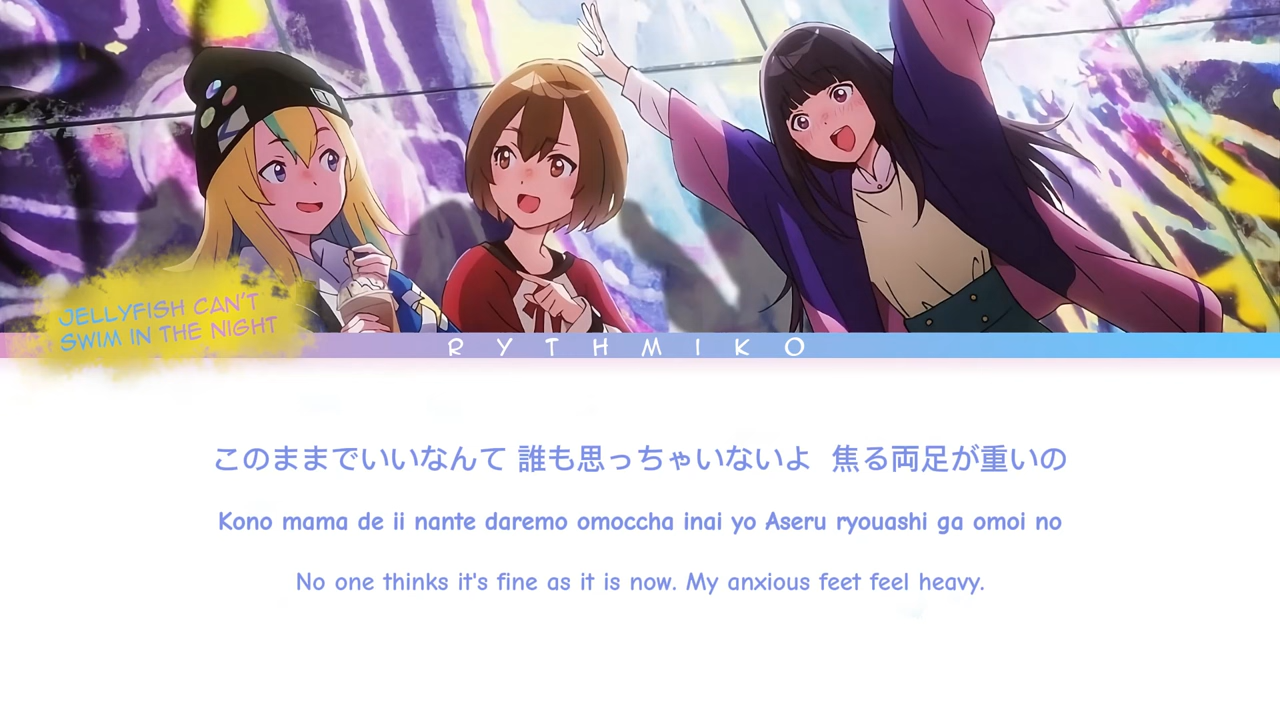 JELLYFISH CAN'T
SWIM IN THE NIGHT
RYTHMIKO
このままでいいなんて 誰も思っちゃいないよ 焦る両足が重いの
Kono mama de ii nante daremo omoccha inai yo Aseru ryouashi ga omoi no
No one thinks it's fine as it is now. My anxious feet feel heavy.